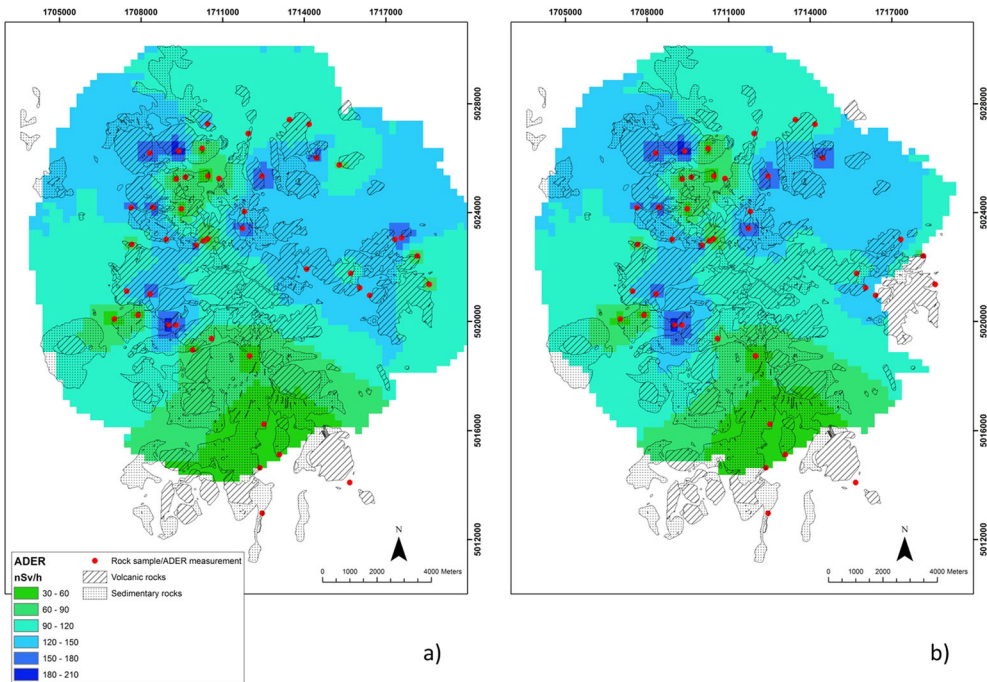 1705000 1708000 1711000 1714000 1717000
1705000 1708000 1711000 1714000 1717000
5028000
5024000
5020000
5016000
5012000
5028000
5024000
5020000
5016000
5012000
N
0 1000 2000 4000 Meters
N
0 1000 2000 4000 Meters
ADER
nSv/h
30 - 60
60 - 90
90 - 120
120 - 150
150 - 180
180 - 210
Rock sample/ADER measurement
Volcanic rocks
Sedimentary rocks
a)
b)